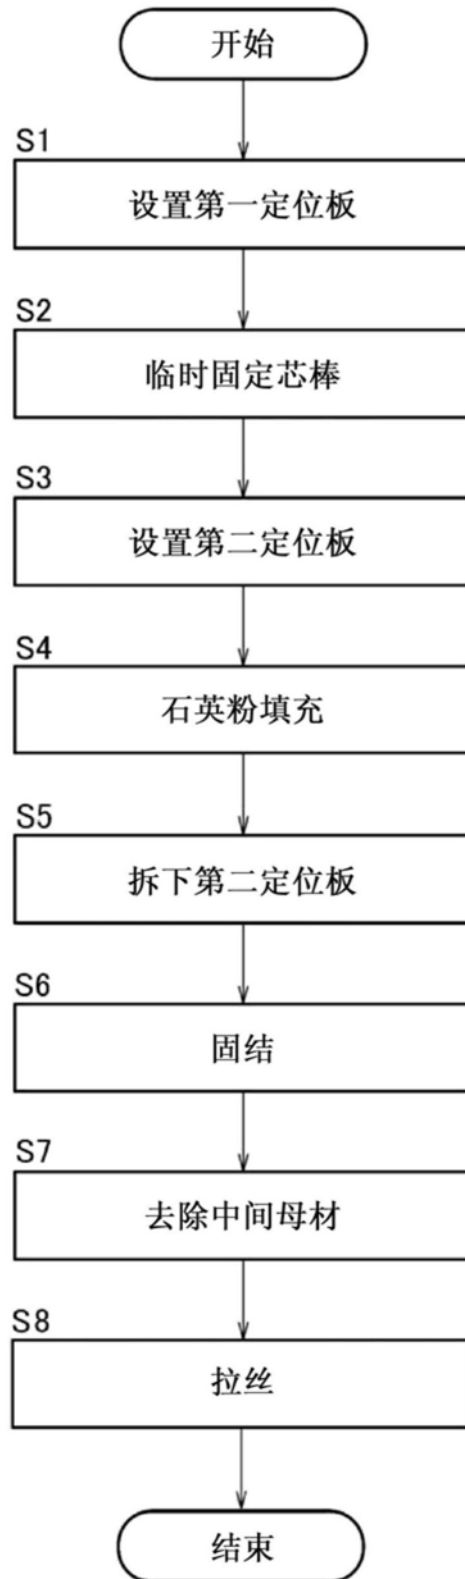 开始
S1
设置第一定位板
S2
临时固定芯棒
S3
设置第二定位板
S4
石英粉填充
S5
拆下第二定位板
S6
固结
S7
去除中间母材
S8
拉丝
结束